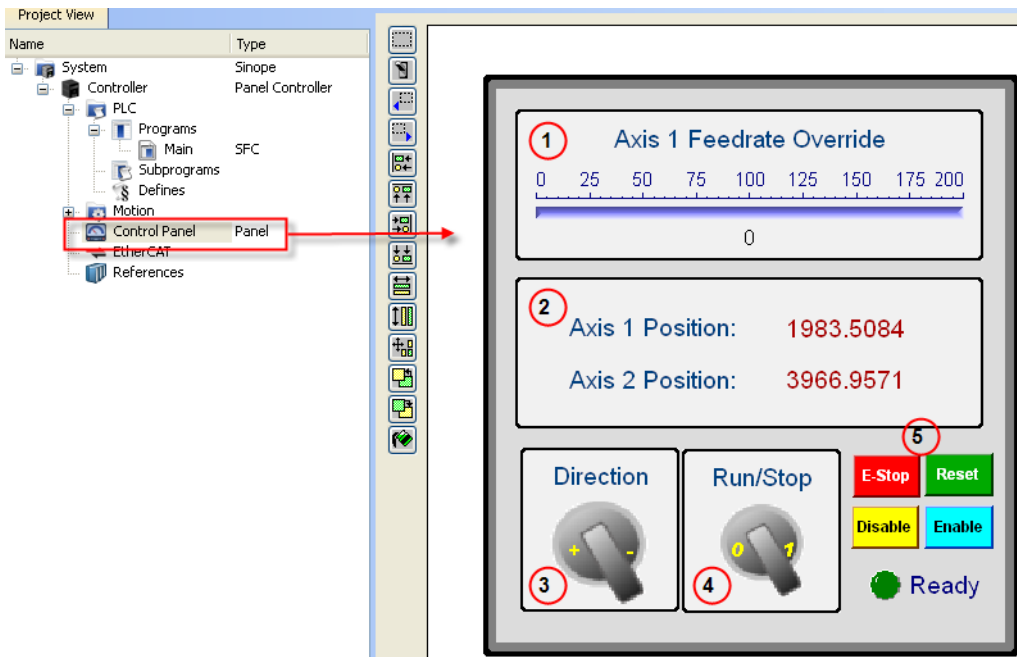 Project View
Name Type
System Sinope
Controller Panel Controller
PLC
Programs
Main SFC
Subprograms
Defines
Motion
Control Panel Panel
EtherCAT
References
1 Axis 1 Feedrate Override
0 25 50 75 100 125 150 175 200
0
2
Axis 1 Position: 1983.5084
Axis 2 Position: 3966.9571
5
Direction Run/Stop E-Stop Reset
Disable Enable
+ - 0 1
3 4 Ready